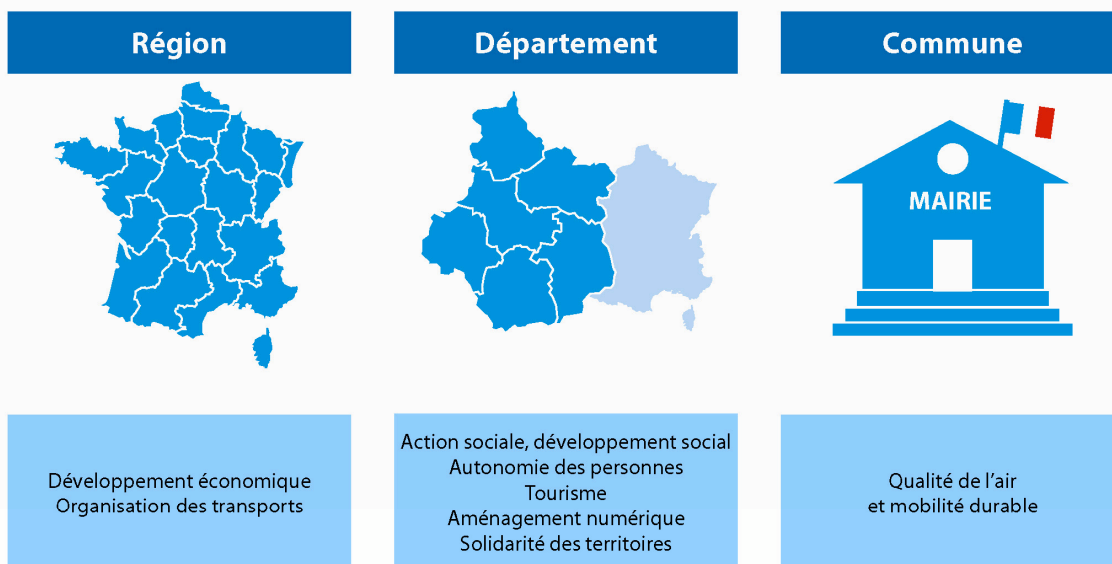 Région
Département
Commune
MAIRIE
Développement économique
Organisation des transports
Action sociale, développement social
Autonomie des personnes
Tourisme
Aménagement numérique
Solidarité des territoires
Qualité de l'air
et mobilité durable